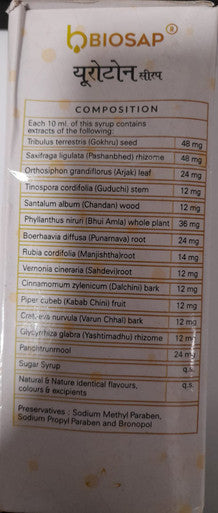 BIOSAP®
यूरोटोन सीरप
COMPOSITION
Each 10 ml. of this syrup contains
extracts of the following:
Tribulus terrestris (Gokhru) seed 48 mg
Saxifraga ligulata (Pashanbhed) rhizome 48 mg
Orthosiphon grandiflorus (Arjak) leaf 24 mg
Tinospora cordifolia (Guduchi) stem 12 mg
Santalum album (Chandan) wood 12 mg
Phyllanthus niruri (Bhui Amla) whole plant 36 mg
Boerhaavia diffusa (Punarnava) root 24 mg
Rubia cordifolia (Manjishtha)root 14 mg
Vernonia cineraria (Sahdevi)root 12 mg
Cinnamomum zylenicum (Dalchini) bark 12 mg
Piper cubeb (Kabab Chini) fruit 12 mg
Crataeva nurvula (Varun Chhal) bark 12 mg
Glycyrrhiza glabra (Yashtimadhu) rhizome 12 mg
Panchtrunmool 24 mg
Sugar Syrup q.s.
Natural & Nature identical flavours, q.s.
colours & excipients
Preservatives : Sodium Methyl Paraben,
Sodium Propyl Paraben and Bronopol